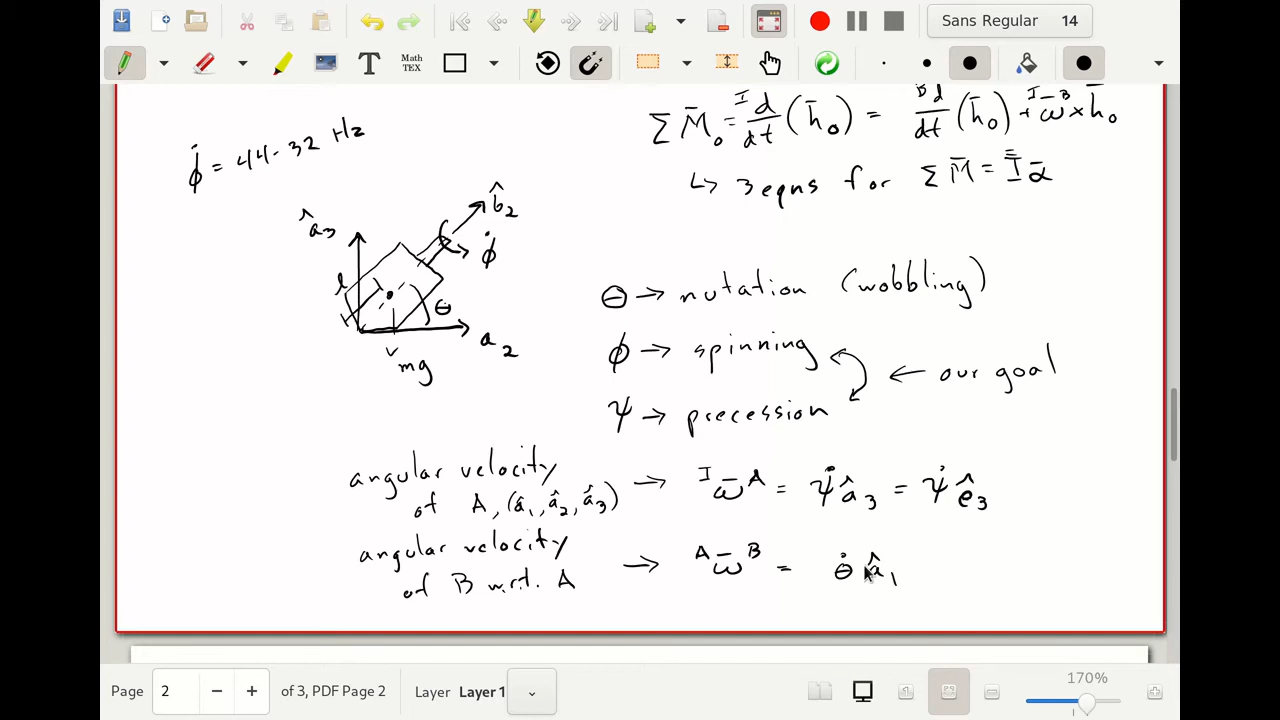 Sans Regular 14
T Math TEX
φ̇ = 44-32 Hz
Σ M̄₀ = ᴵd/dt (h̄₀) = ᴮd/dt (h̄₀) + ᴵω̄ᴮ × h̄₀
↳ 3 eqns for Σ M̄ = I̿ ᾱ
â₃
b̂₂
φ̇
l
θ
a₂
mg
θ → nutation (wobbling)
φ → spinning
← our goal
ψ → precession
angular velocity
of A, (â₁, â₂, â₃) → ᴵω̄ᴬ = ψ̇ â₃ = ψ̇ ê₃
angular velocity
of B w.r.t. A → ᴬω̄ᴮ = θ̇ â₁
Page 2 of 3, PDF Page 2 Layer Layer 1 170%